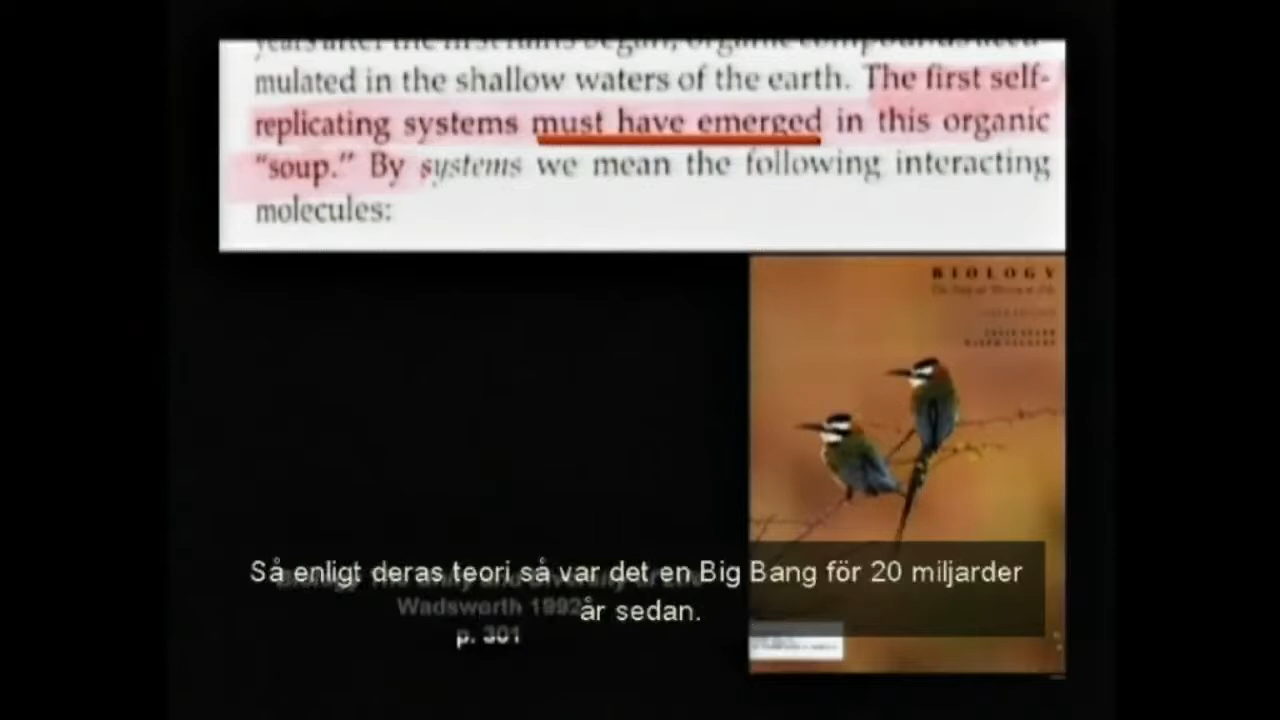 mulated in the shallow waters of the earth. The first self-
replicating systems must have emerged in this organic
"soup." By systems we mean the following interacting
molecules:
BIOLOGY
Så enligt deras teori så var det en Big Bang för 20 miljarder
år sedan.
Wadsworth 1992
p. 301